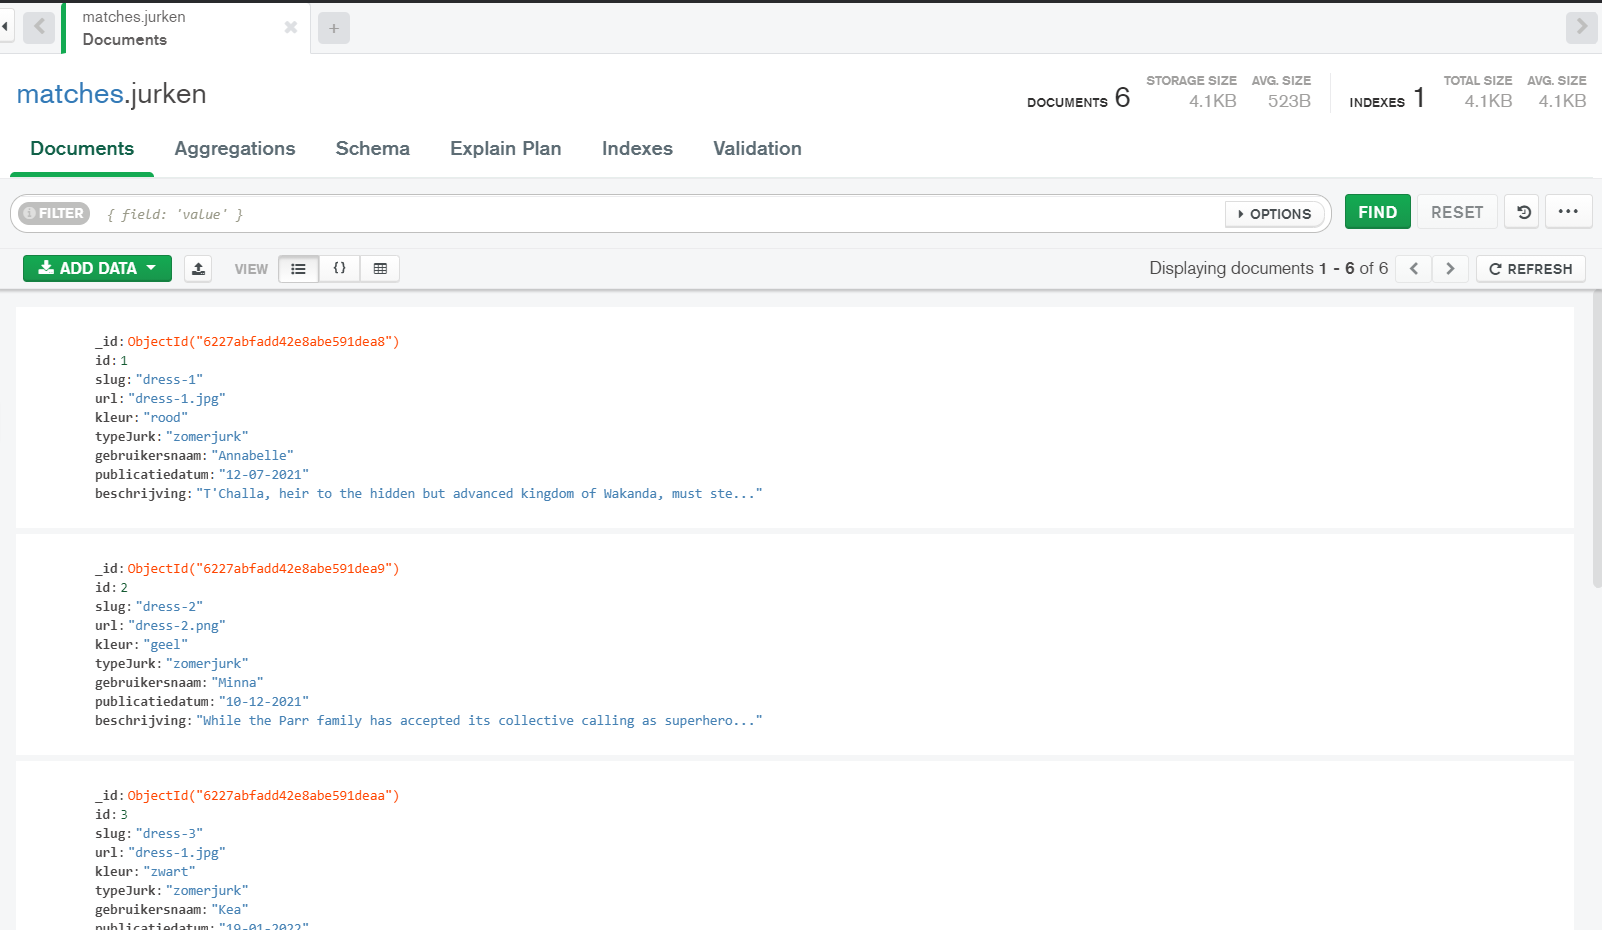 matches.jurken
Documents
+
matches.jurken
DOCUMENTS 6
STORAGE SIZE 4.1KB
AVG. SIZE 523B
INDEXES 1
TOTAL SIZE 4.1KB
AVG. SIZE 4.1KB
Documents Aggregations Schema Explain Plan Indexes Validation
FILTER { field: 'value' } OPTIONS FIND RESET ...
ADD DATA VIEW {} Displaying documents 1 - 6 of 6 REFRESH
_id: ObjectId("6227abfadd42e8abe591dea8")
id: 1
slug: "dress-1"
url: "dress-1.jpg"
kleur: "rood"
typeJurk: "zomerjurk"
gebruikersnaam: "Annabelle"
publicatiedatum: "12-07-2021"
beschrijving: "T'Challa, heir to the hidden but advanced kingdom of Wakanda, must ste..."
_id: ObjectId("6227abfadd42e8abe591dea9")
id: 2
slug: "dress-2"
url: "dress-2.png"
kleur: "geel"
typeJurk: "zomerjurk"
gebruikersnaam: "Minna"
publicatiedatum: "10-12-2021"
beschrijving: "While the Parr family has accepted its collective calling as superhero..."
_id: ObjectId("6227abfadd42e8abe591deaa")
id: 3
slug: "dress-3"
url: "dress-1.jpg"
kleur: "zwart"
typeJurk: "zomerjurk"
gebruikersnaam: "Kea"
publicatiedatum: "19-01-2022"